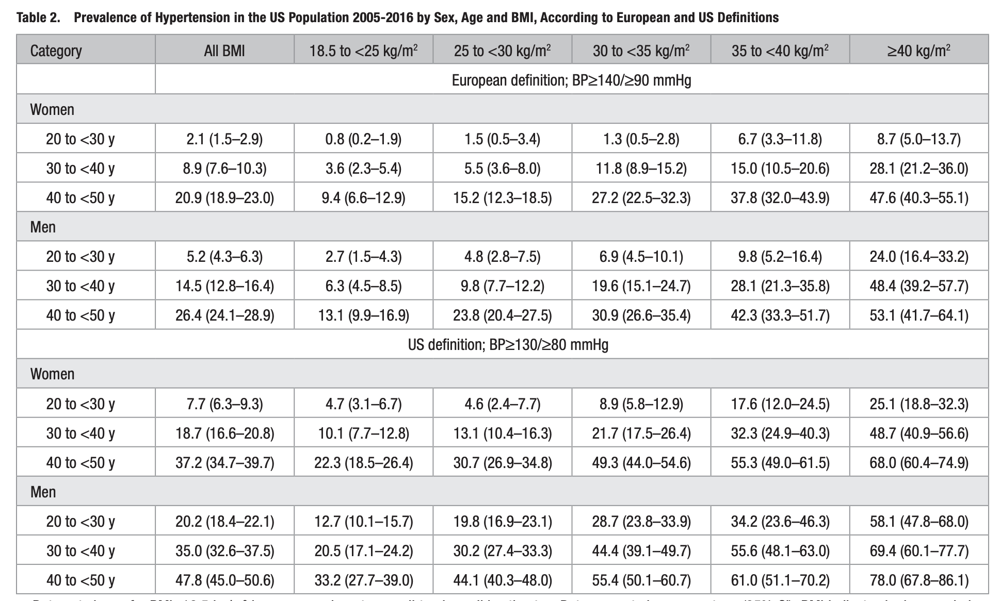 Table 2. Prevalence of Hypertension in the US Population 2005-2016 by Sex, Age and BMI, According to European and US Definitions
Category All BMI 18.5 to <25 kg/m² 25 to <30 kg/m² 30 to <35 kg/m² 35 to <40 kg/m² ≥40 kg/m²
European definition; BP≥140/≥90 mmHg
Women
20 to <30 y 2.1 (1.5–2.9) 0.8 (0.2–1.9) 1.5 (0.5–3.4) 1.3 (0.5–2.8) 6.7 (3.3–11.8) 8.7 (5.0–13.7)
30 to <40 y 8.9 (7.6–10.3) 3.6 (2.3–5.4) 5.5 (3.6–8.0) 11.8 (8.9–15.2) 15.0 (10.5–20.6) 28.1 (21.2–36.0)
40 to <50 y 20.9 (18.9–23.0) 9.4 (6.6–12.9) 15.2 (12.3–18.5) 27.2 (22.5–32.3) 37.8 (32.0–43.9) 47.6 (40.3–55.1)
Men
20 to <30 y 5.2 (4.3–6.3) 2.7 (1.5–4.3) 4.8 (2.8–7.5) 6.9 (4.5–10.1) 9.8 (5.2–16.4) 24.0 (16.4–33.2)
30 to <40 y 14.5 (12.8–16.4) 6.3 (4.5–8.5) 9.8 (7.7–12.2) 19.6 (15.1–24.7) 28.1 (21.3–35.8) 48.4 (39.2–57.7)
40 to <50 y 26.4 (24.1–28.9) 13.1 (9.9–16.9) 23.8 (20.4–27.5) 30.9 (26.6–35.4) 42.3 (33.3–51.7) 53.1 (41.7–64.1)
US definition; BP≥130/≥80 mmHg
Women
20 to <30 y 7.7 (6.3–9.3) 4.7 (3.1–6.7) 4.6 (2.4–7.7) 8.9 (5.8–12.9) 17.6 (12.0–24.5) 25.1 (18.8–32.3)
30 to <40 y 18.7 (16.6–20.8) 10.1 (7.7–12.8) 13.1 (10.4–16.3) 21.7 (17.5–26.4) 32.3 (24.9–40.3) 48.7 (40.9–56.6)
40 to <50 y 37.2 (34.7–39.7) 22.3 (18.5–26.4) 30.7 (26.9–34.8) 49.3 (44.0–54.6) 55.3 (49.0–61.5) 68.0 (60.4–74.9)
Men
20 to <30 y 20.2 (18.4–22.1) 12.7 (10.1–15.7) 19.8 (16.9–23.1) 28.7 (23.8–33.9) 34.2 (23.6–46.3) 58.1 (47.8–68.0)
30 to <40 y 35.0 (32.6–37.5) 20.5 (17.1–24.2) 30.2 (27.4–33.3) 44.4 (39.1–49.7) 55.6 (48.1–63.0) 69.4 (60.1–77.7)
40 to <50 y 47.8 (45.0–50.6) 33.2 (27.7–39.0) 44.1 (40.3–48.0) 55.4 (50.1–60.7) 61.0 (51.1–70.2) 78.0 (67.8–86.1)